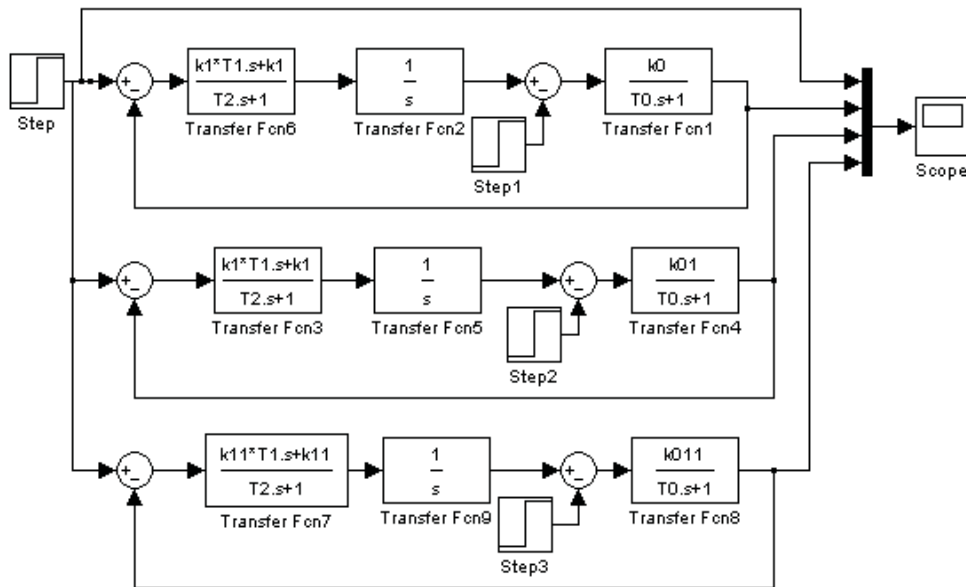 Step
+
−
k1*T1.s+k1
T2.s+1
Transfer Fcn6
1
s
Transfer Fcn2
+
−
Step1
k0
T0.s+1
Transfer Fcn1
Scope
+
−
k1*T1.s+k1
T2.s+1
Transfer Fcn3
1
s
Transfer Fcn5
+
−
Step2
k01
T0.s+1
Transfer Fcn4
+
−
k11*T1.s+k11
T2.s+1
Transfer Fcn7
1
s
Transfer Fcn9
+
−
Step3
k011
T0.s+1
Transfer Fcn8